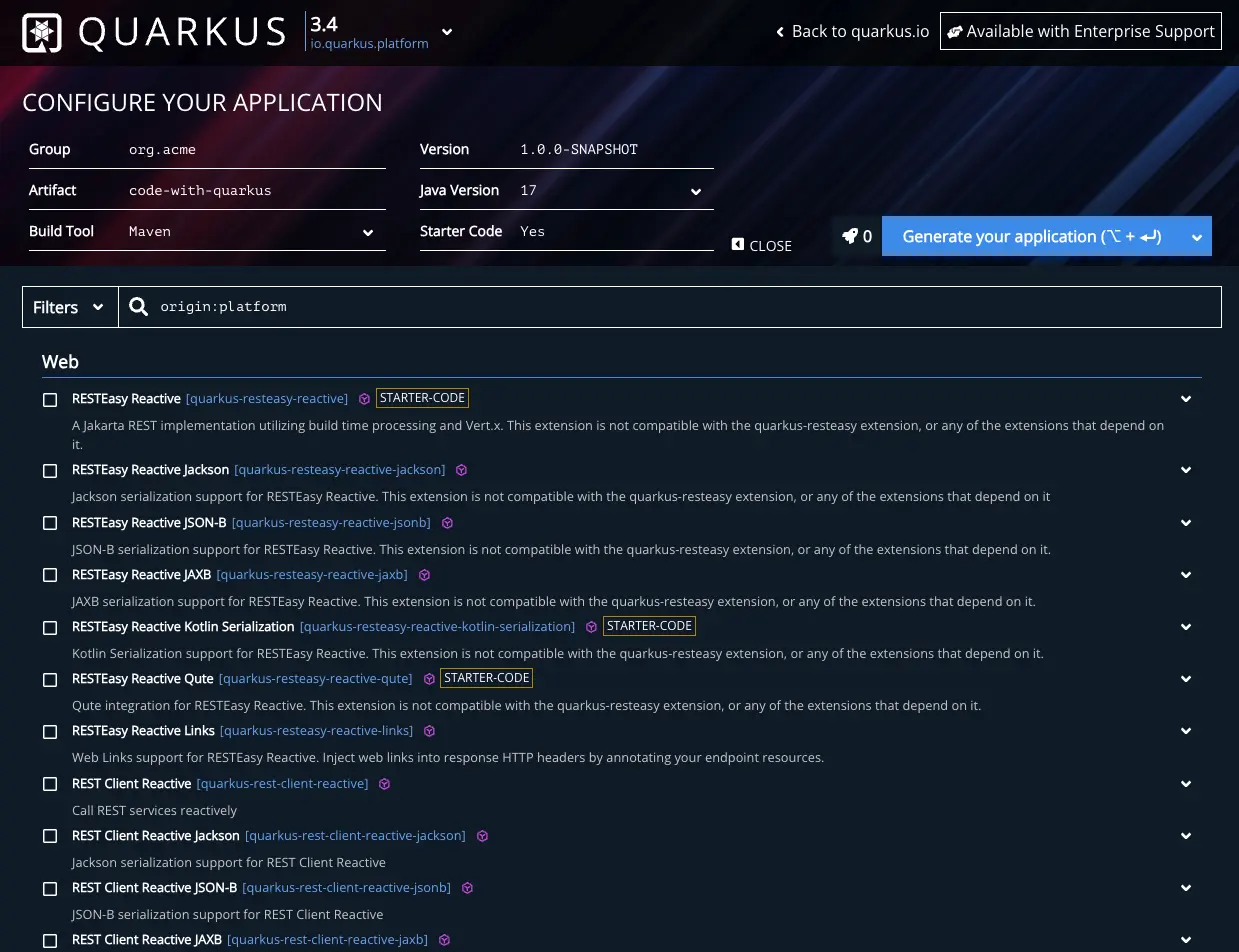 QUARKUS 3.4
io.quarkus.platform
Back to quarkus.io
Available with Enterprise Support
CONFIGURE YOUR APPLICATION
Group org.acme
Version 1.0.0-SNAPSHOT
Artifact code-with-quarkus
Java Version 17
Build Tool Maven
Starter Code Yes
CLOSE
0
Generate your application (⌥ + ⏎)
Filters
origin:platform
Web
RESTEasy Reactive [quarkus-resteasy-reactive] STARTER-CODE
A Jakarta REST implementation utilizing build time processing and Vert.x. This extension is not compatible with the quarkus-resteasy extension, or any of the extensions that depend on
it.
RESTEasy Reactive Jackson [quarkus-resteasy-reactive-jackson]
Jackson serialization support for RESTEasy Reactive. This extension is not compatible with the quarkus-resteasy extension, or any of the extensions that depend on it
RESTEasy Reactive JSON-B [quarkus-resteasy-reactive-jsonb]
JSON-B serialization support for RESTEasy Reactive. This extension is not compatible with the quarkus-resteasy extension, or any of the extensions that depend on it.
RESTEasy Reactive JAXB [quarkus-resteasy-reactive-jaxb]
JAXB serialization support for RESTEasy Reactive. This extension is not compatible with the quarkus-resteasy extension, or any of the extensions that depend on it.
RESTEasy Reactive Kotlin Serialization [quarkus-resteasy-reactive-kotlin-serialization] STARTER-CODE
Kotlin Serialization support for RESTEasy Reactive. This extension is not compatible with the quarkus-resteasy extension, or any of the extensions that depend on it.
RESTEasy Reactive Qute [quarkus-resteasy-reactive-qute] STARTER-CODE
Qute integration for RESTEasy Reactive. This extension is not compatible with the quarkus-resteasy extension, or any of the extensions that depend on it.
RESTEasy Reactive Links [quarkus-resteasy-reactive-links]
Web Links support for RESTEasy Reactive. Inject web links into response HTTP headers by annotating your endpoint resources.
REST Client Reactive [quarkus-rest-client-reactive]
Call REST services reactively
REST Client Reactive Jackson [quarkus-rest-client-reactive-jackson]
Jackson serialization support for REST Client Reactive
REST Client Reactive JSON-B [quarkus-rest-client-reactive-jsonb]
JSON-B serialization support for REST Client Reactive
REST Client Reactive JAXB [quarkus-rest-client-reactive-jaxb]